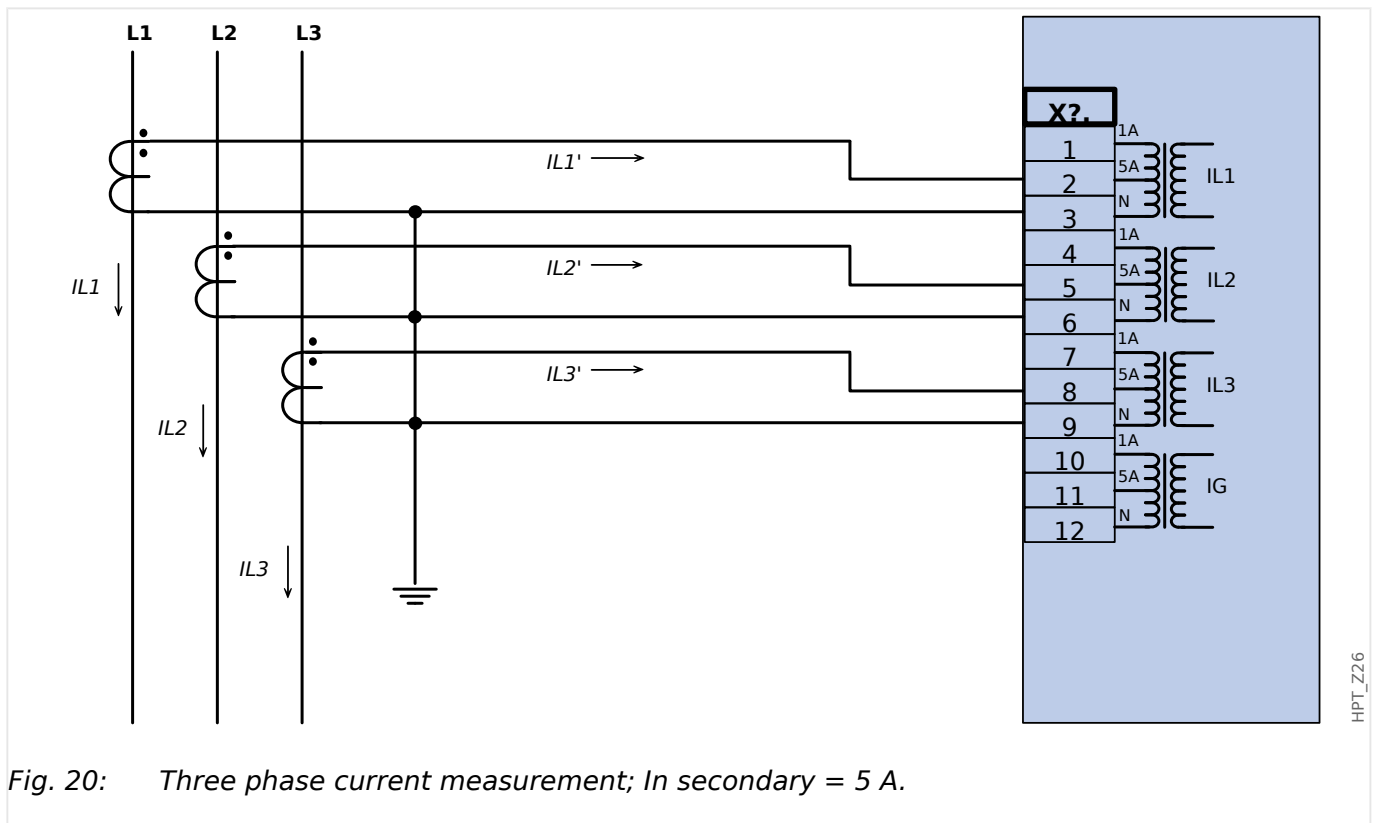 L1 L2 L3
X?.
1A
1
IL1'
5A
IL1
2
N
3
1A
4
IL2'
5A
IL2
IL1
5
N
6
1A
7
IL3'
5A
IL3
8
N
9
IL2
1A
10
5A
IG
11
N
12
IL3
HPT_Z26
Fig. 20: Three phase current measurement; In secondary = 5 A.